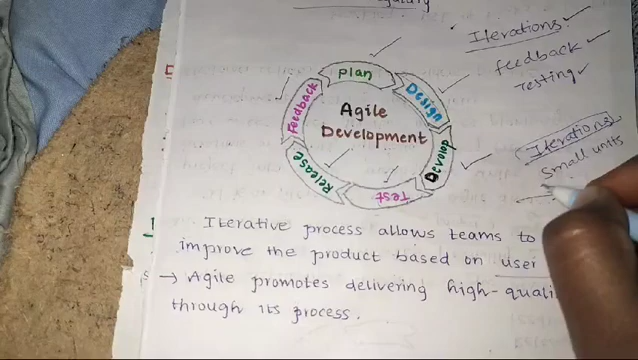 Iterations
feedback
Testing
Plan
Design
Develop
Test
Release
Feedback
Agile
Development
Iterations
Small units
Iterative process allows teams to
improve the product based on user
→ Agile promotes delivering high-quali
through its process.